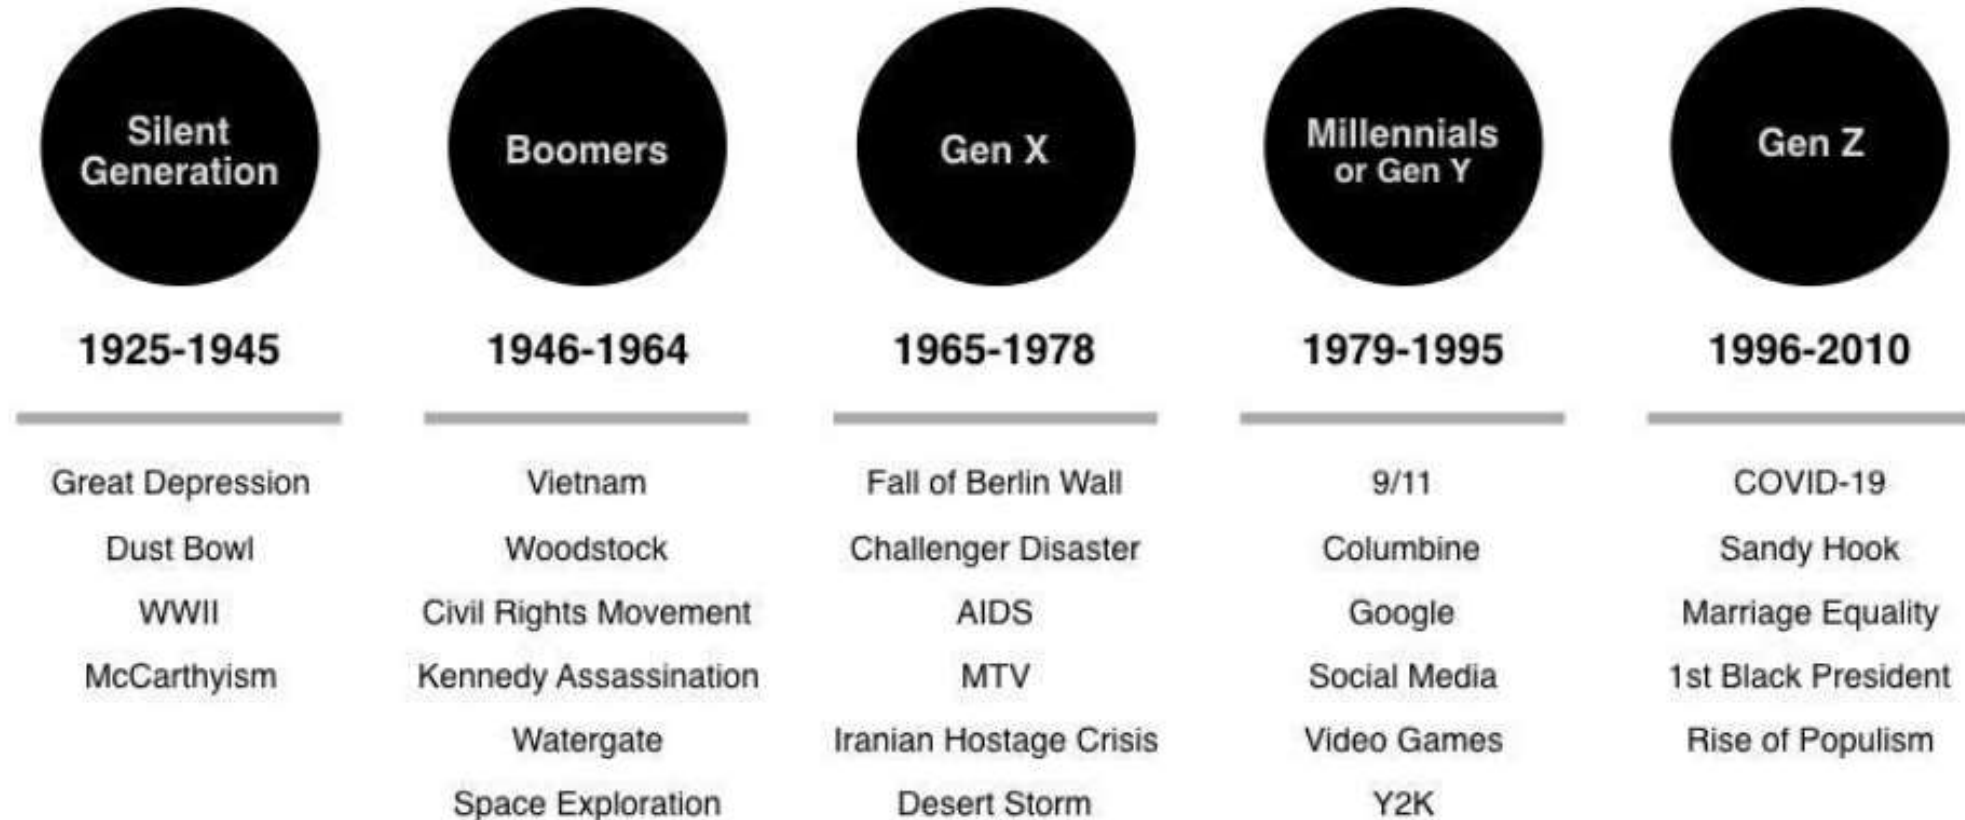 Silent
Generation
1925-1945
Great Depression
Dust Bowl
WWII
McCarthyism
Boomers
1946-1964
Vietnam
Woodstock
Civil Rights Movement
Kennedy Assassination
Watergate
Space Exploration
Gen X
1965-1978
Fall of Berlin Wall
Challenger Disaster
AIDS
MTV
Iranian Hostage Crisis
Desert Storm
Millennials
or Gen Y
1979-1995
9/11
Columbine
Google
Social Media
Video Games
Y2K
Gen Z
1996-2010
COVID-19
Sandy Hook
Marriage Equality
1st Black President
Rise of Populism